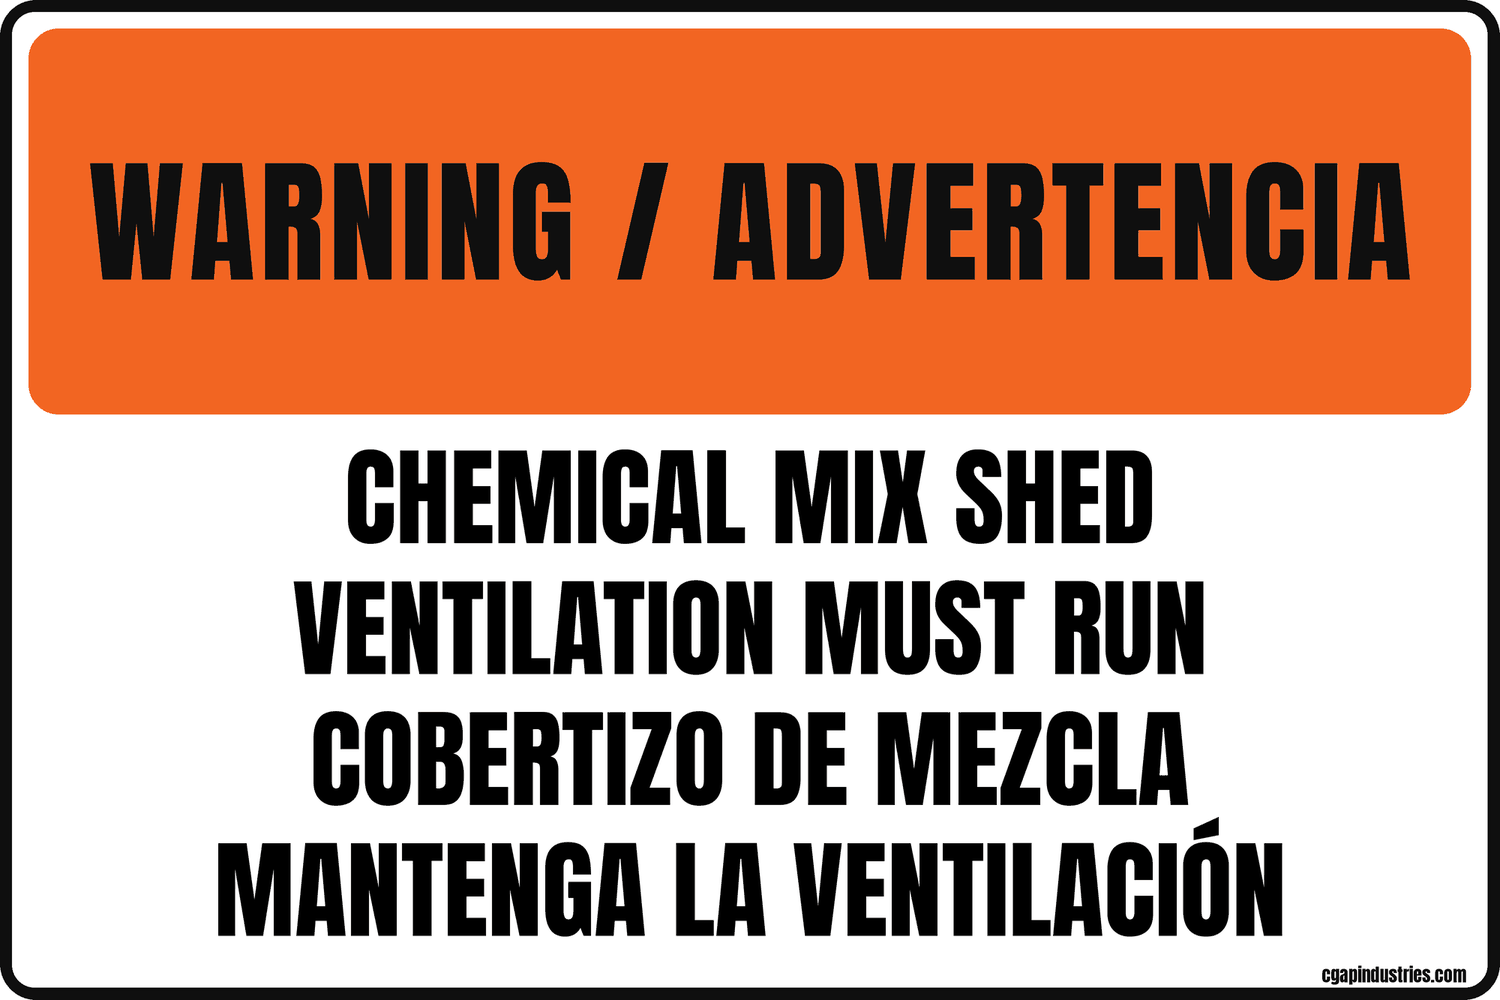 WARNING / ADVERTENCIA
CHEMICAL MIX SHED
VENTILATION MUST RUN
COBERTIZO DE MEZCLA
MANTENGA LA VENTILACIÓN
cgapindustries.com